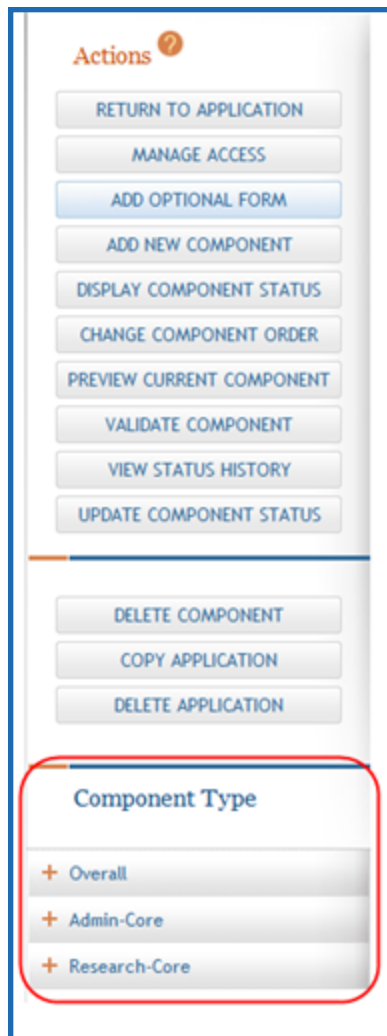 Actions ?
RETURN TO APPLICATION
MANAGE ACCESS
ADD OPTIONAL FORM
ADD NEW COMPONENT
DISPLAY COMPONENT STATUS
CHANGE COMPONENT ORDER
PREVIEW CURRENT COMPONENT
VALIDATE COMPONENT
VIEW STATUS HISTORY
UPDATE COMPONENT STATUS
DELETE COMPONENT
COPY APPLICATION
DELETE APPLICATION
Component Type
+ Overall
+ Admin-Core
+ Research-Core